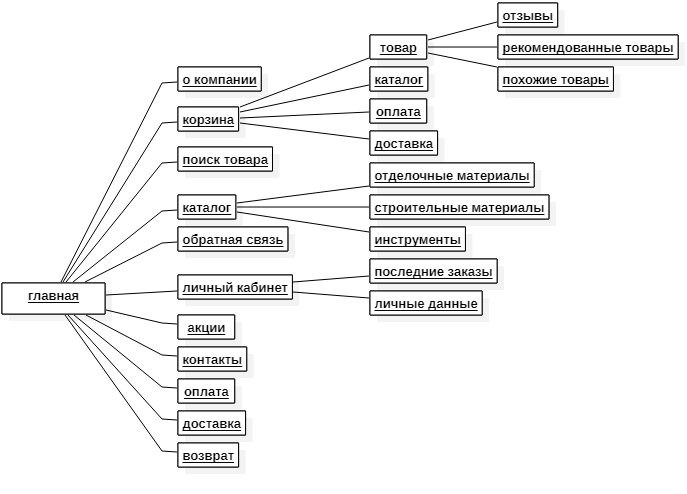 отзывы
товар
рекомендованные товары
о компании
каталог
похожие товары
корзина
оплата
доставка
поиск товара
отделочные материалы
каталог
строительные материалы
обратная связь
инструменты
последние заказы
личный кабинет
главная
личные данные
акции
контакты
оплата
доставка
возврат